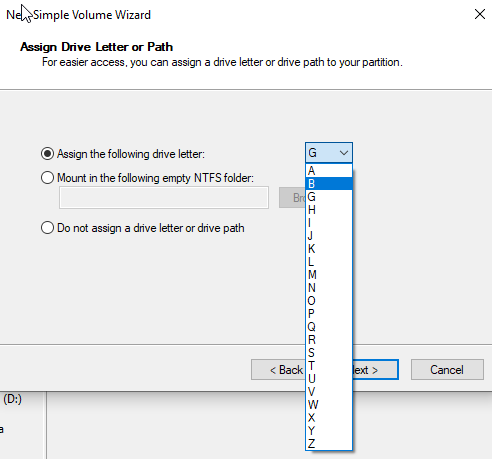 New Simple Volume Wizard
Assign Drive Letter or Path
For easier access, you can assign a drive letter or drive path to your partition.
Assign the following drive letter:
G
Mount in the following empty NTFS folder:
Do not assign a drive letter or drive path
A
B
G
H
I
J
K
L
M
N
O
P
Q
R
S
T
U
V
W
X
Y
Z
< Back
ext >
Cancel
(D:)
a